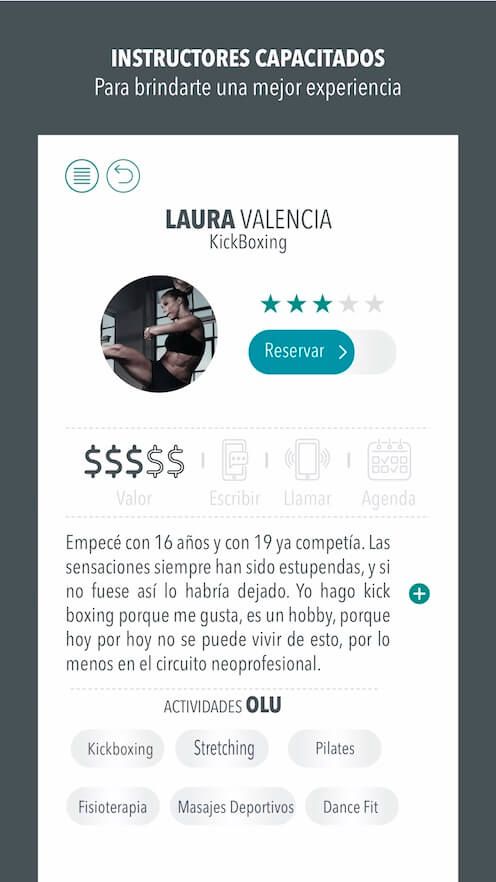 INSTRUCTORES CAPACITADOS
Para brindarte una mejor experiencia
LAURA VALENCIA
KickBoxing
Reservar
$$$$$
Valor
Escribir
Llamar
Agenda
Empecé con 16 años y con 19 ya competía. Las
sensaciones siempre han sido estupendas, y si
no fuese así lo habría dejado. Yo hago kick
boxing porque me gusta, es un hobby, porque
hoy por hoy no se puede vivir de esto, por lo
menos en el circuito neoprofesional.
ACTIVIDADES OLU
Kickboxing
Stretching
Pilates
Fisioterapia
Masajes Deportivos
Dance Fit